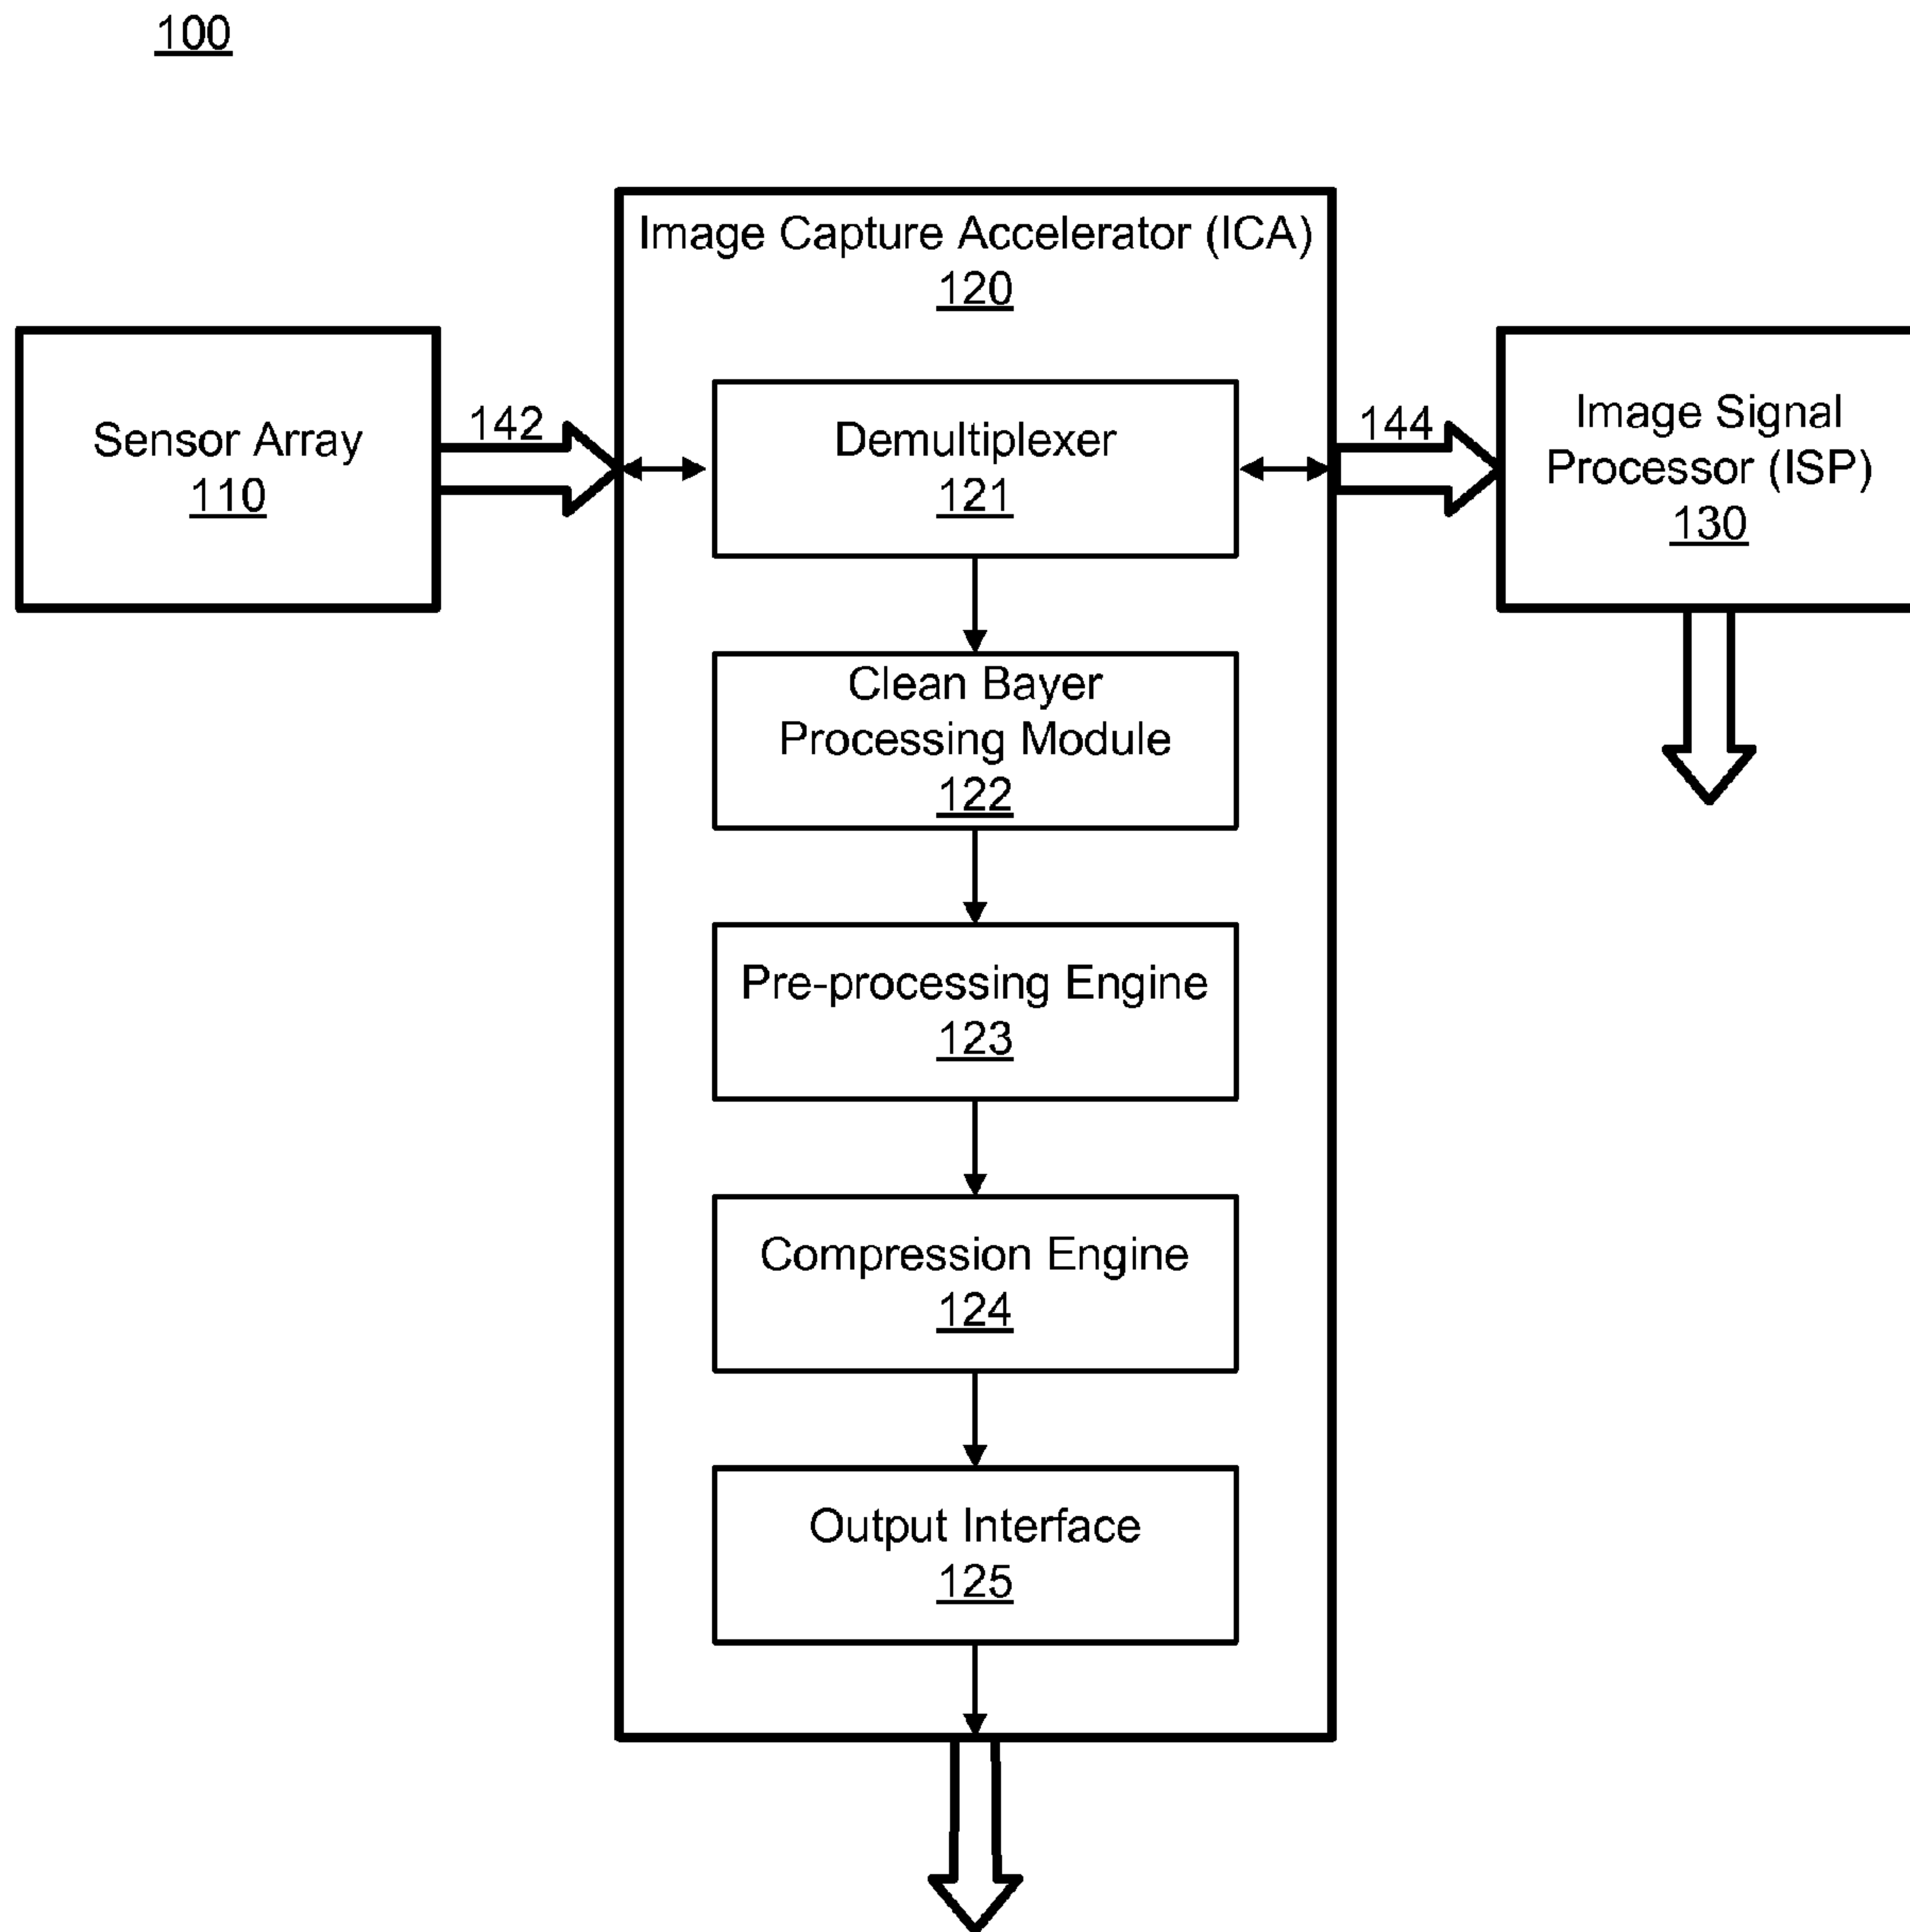 100
Image Capture Accelerator (ICA)
120
Sensor Array
110
142
Demultiplexer
121
144
Image Signal
Processor (ISP)
130
Clean Bayer
Processing Module
122
Pre-processing Engine
123
Compression Engine
124
Output Interface
125